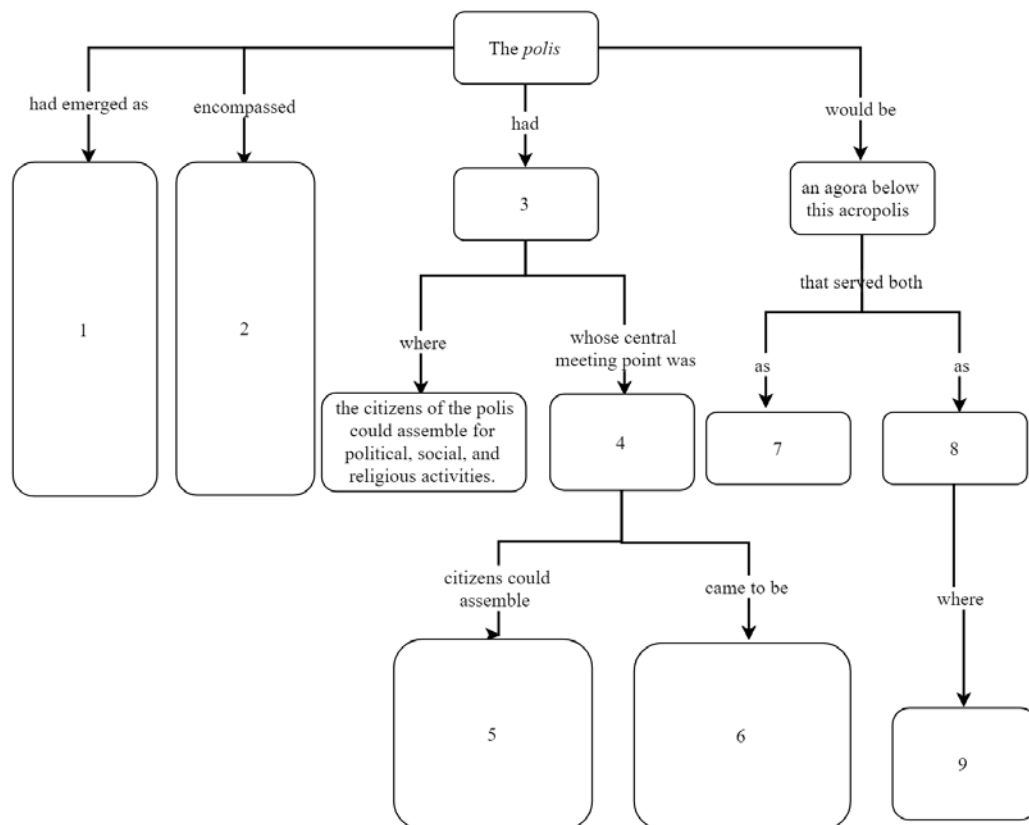 The polis
had emerged as
encompassed
had
would be
1
2
3
an agora below
this acropolis
where
whose central
meeting point was
that served both
as
as
the citizens of the polis
could assemble for
political, social, and
religious activities.
4
7
8
citizens could
assemble
came to be
where
5
6
9